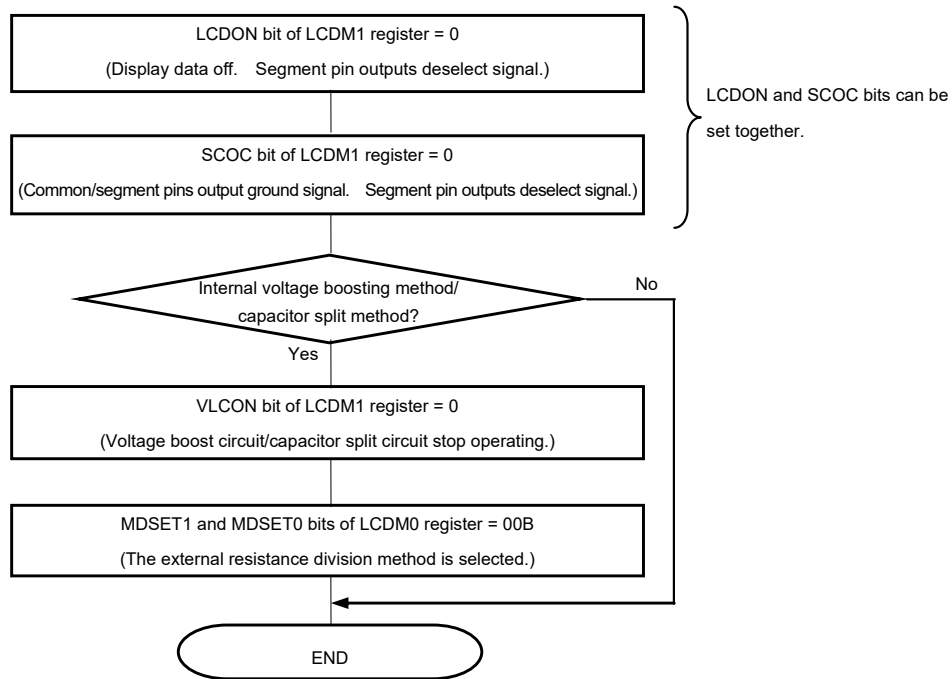 LCDON bit of LCDM1 register = 0
(Display data off. Segment pin outputs deselect signal.)
LCDON and SCOC bits can be
set together.
SCOC bit of LCDM1 register = 0
(Common/segment pins output ground signal. Segment pin outputs deselect signal.)
Internal voltage boosting method/
capacitor split method?
No
Yes
VLCON bit of LCDM1 register = 0
(Voltage boost circuit/capacitor split circuit stop operating.)
MDSET1 and MDSET0 bits of LCDM0 register = 00B
(The external resistance division method is selected.)
END